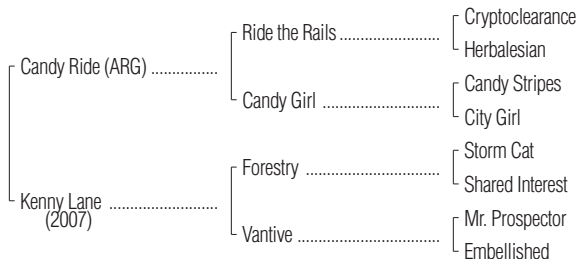 Cryptoclearance
Ride the Rails
Herbalesian
Candy Ride (ARG)
Candy Stripes
Candy Girl
City Girl
Storm Cat
Forestry
Shared Interest
Kenny Lane
(2007)
Mr. Prospector
Vantive
Embellished